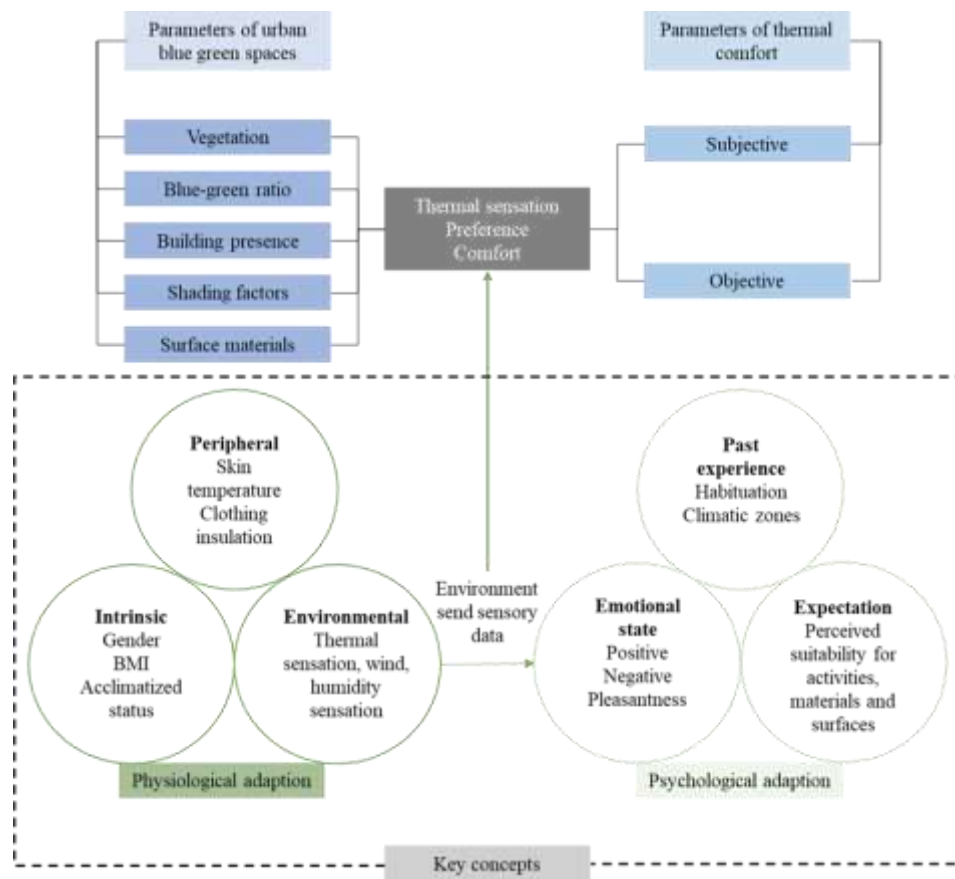 Parameters of urban
blue green spaces
Parameters of thermal
comfort
Vegetation
Blue-green ratio
Building presence
Shading factors
Surface materials
Thermal sensation
Preference
Comfort
Subjective
Objective
Peripheral
Skin
temperature
Clothing
insulation
Intrinsic
Gender
BMI
Acclimatized
status
Environmental
Thermal
sensation, wind,
humidity
sensation
Physiological adaption
Environment
send sensory
data
Past
experience
Habituation
Climatic zones
Emotional
state
Positive
Negative
Pleasantness
Expectation
Perceived
suitability for
activities,
materials and
surfaces
Psychological adaption
Key concepts